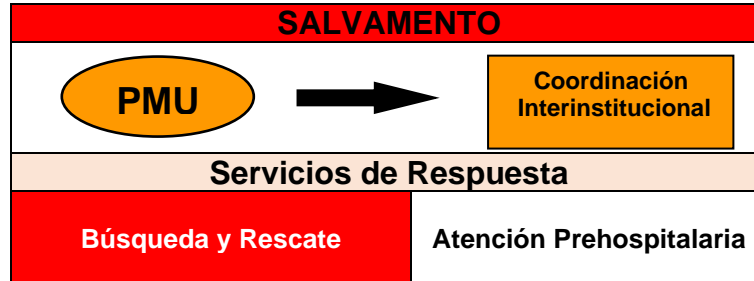 SALVAMENTO
PMU
Coordinación
Interinstitucional
Servicios de Respuesta
Búsqueda y Rescate
Atención Prehospitalaria